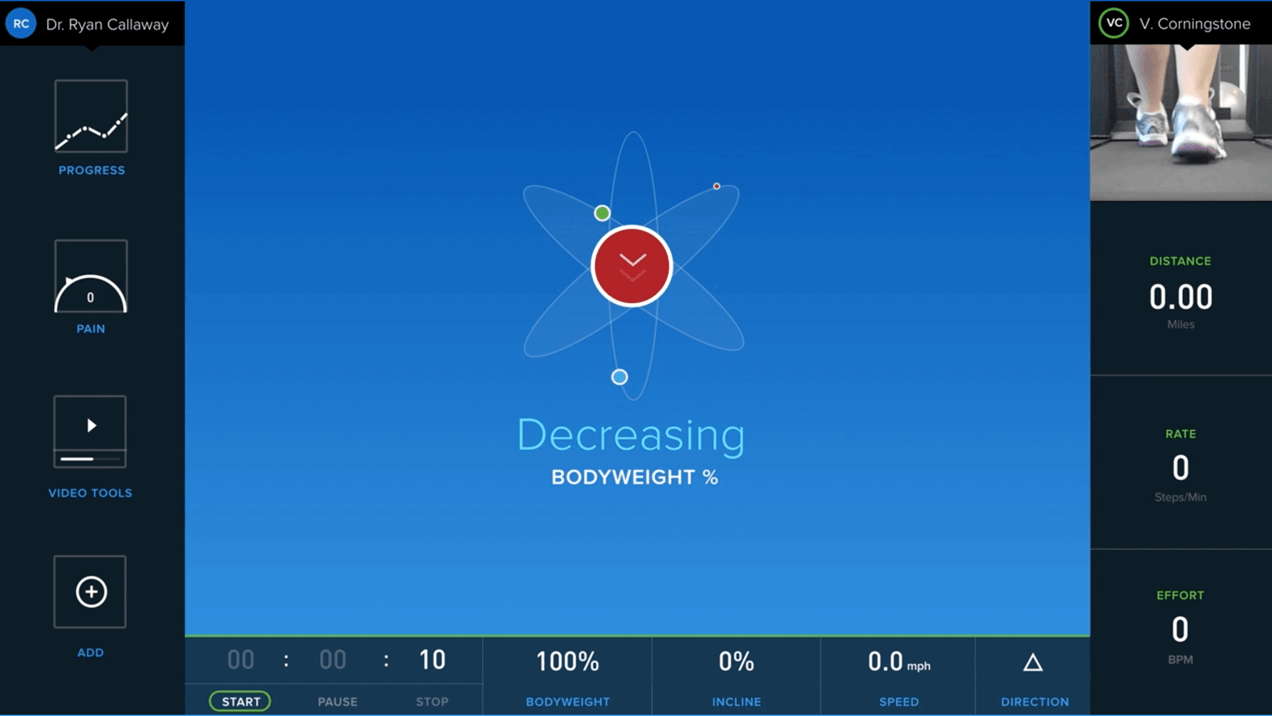 RC Dr. Ryan Callaway
PROGRESS
0
PAIN
VIDEO TOOLS
ADD
Decreasing
BODYWEIGHT %
00 : 00 : 10
START PAUSE STOP
100%
BODYWEIGHT
0%
INCLINE
0.0 mph
SPEED
DIRECTION
VC V. Corningstone
DISTANCE
0.00
Miles
RATE
0
Steps/Min
EFFORT
0
BPM